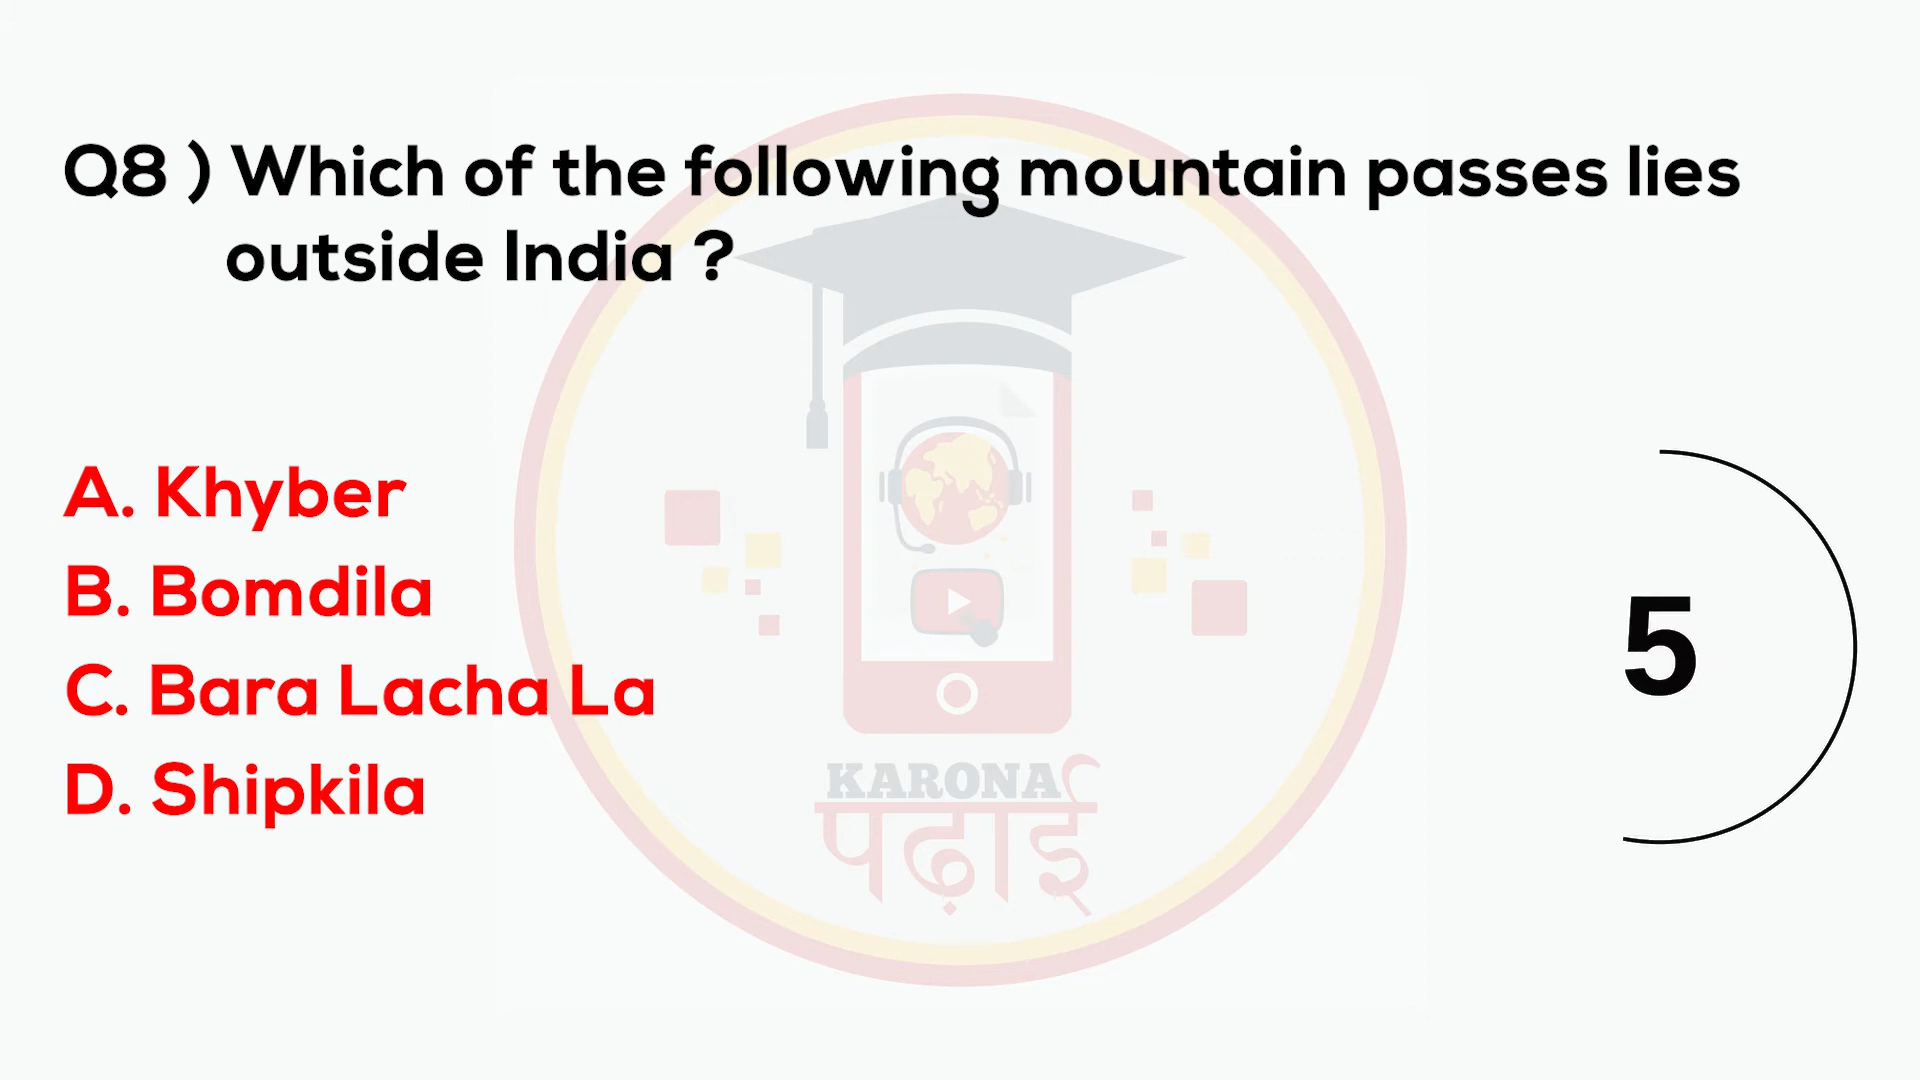 Q8 ) Which of the following mountain passes lies
outside India ?
A. Khyber
B. Bomdila
C. Bara Lacha La
D. Shipkila
5
KARONA
पढ़ाई